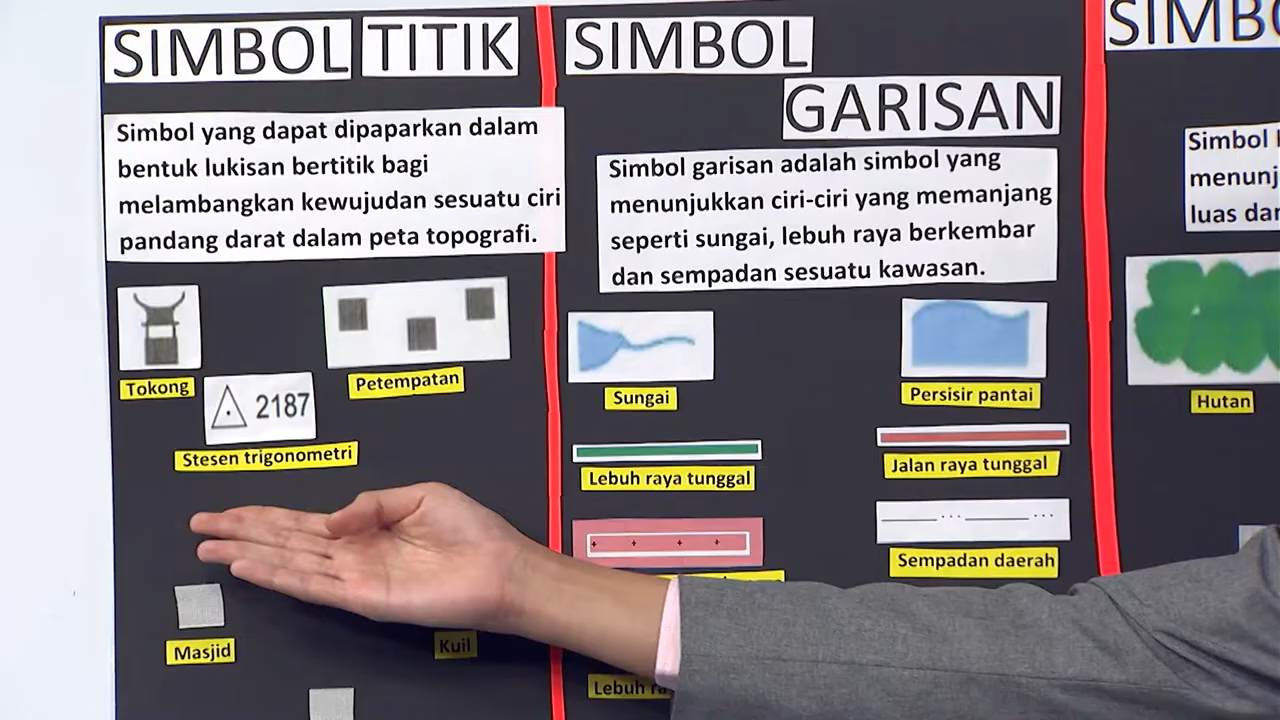 SIMBOL TITIK
Simbol yang dapat dipaparkan dalam
bentuk lukisan bertitik bagi
melambangkan kewujudan sesuatu ciri
pandang darat dalam peta topografi.
Tokong
Petempatan
2187
Stesen trigonometri
Masjid
Kuil
SIMBOL
GARISAN
Simbol garisan adalah simbol yang
menunjukkan ciri-ciri yang memanjang
seperti sungai, lebuh raya berkembar
dan sempadan sesuatu kawasan.
Sungai
Persisir pantai
Lebuh raya tunggal
Jalan raya tunggal
Sempadan daerah
Lebuh
Simbol
luas
Hutan